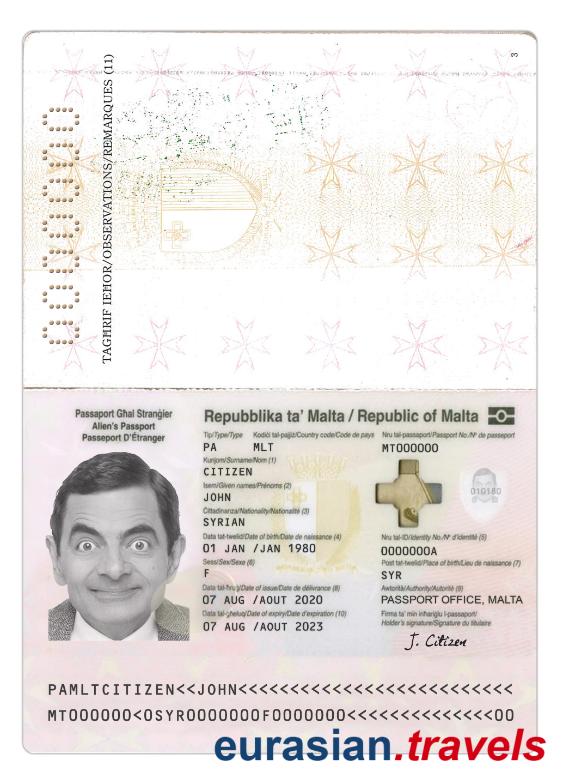 3
TAGĦRIF IEĦOR/OBSERVATIONS/REMARQUES (11)
000000
Passaport Għal Stranġier
Alien's Passport
Passeport D'Étranger
Repubblika ta' Malta / Republic of Malta
Tip/Type/Type Kodiċi tal-pajjiż/Country code/Code de pays Nru tal-passaport/Passport No./Nº de passeport
PA MLT MT000000
Kunjom/Surname/Nom (1)
CITIZEN
Isem/Given names/Prénoms (2)
JOHN
010180
Ċittadinanza/Nationality/Nationalité (3)
SYRIAN
Data tat-twelid/Date of birth/Date de naissance (4) Nru tal-ID/Identity No./Nº d'identité (5)
01 JAN /JAN 1980 0000000A
Sess/Sex/Sexe (6) Post tat-twelid/Place of birth/Lieu de naissance (7)
F SYR
Data tal-ħruġ/Date of issue/Date de délivrance (8) Awtorità/Authority/Autorité (9)
07 AUG /AOUT 2020 PASSPORT OFFICE, MALTA
Data tal-għeluq/Date of expiry/Date d'expiration (10) Firma ta' min inħariġlu l-passaport/
Holder's signature/Signature du titulaire
07 AUG /AOUT 2023
J. Citizen
PAMLTCITIZEN<<JOHN<<<<<<<<<<<<<<<<<<<<<<<<<<
MT000000<0SYR0000000F0000000<<<<<<<<<<<<<<00
eurasian.travels